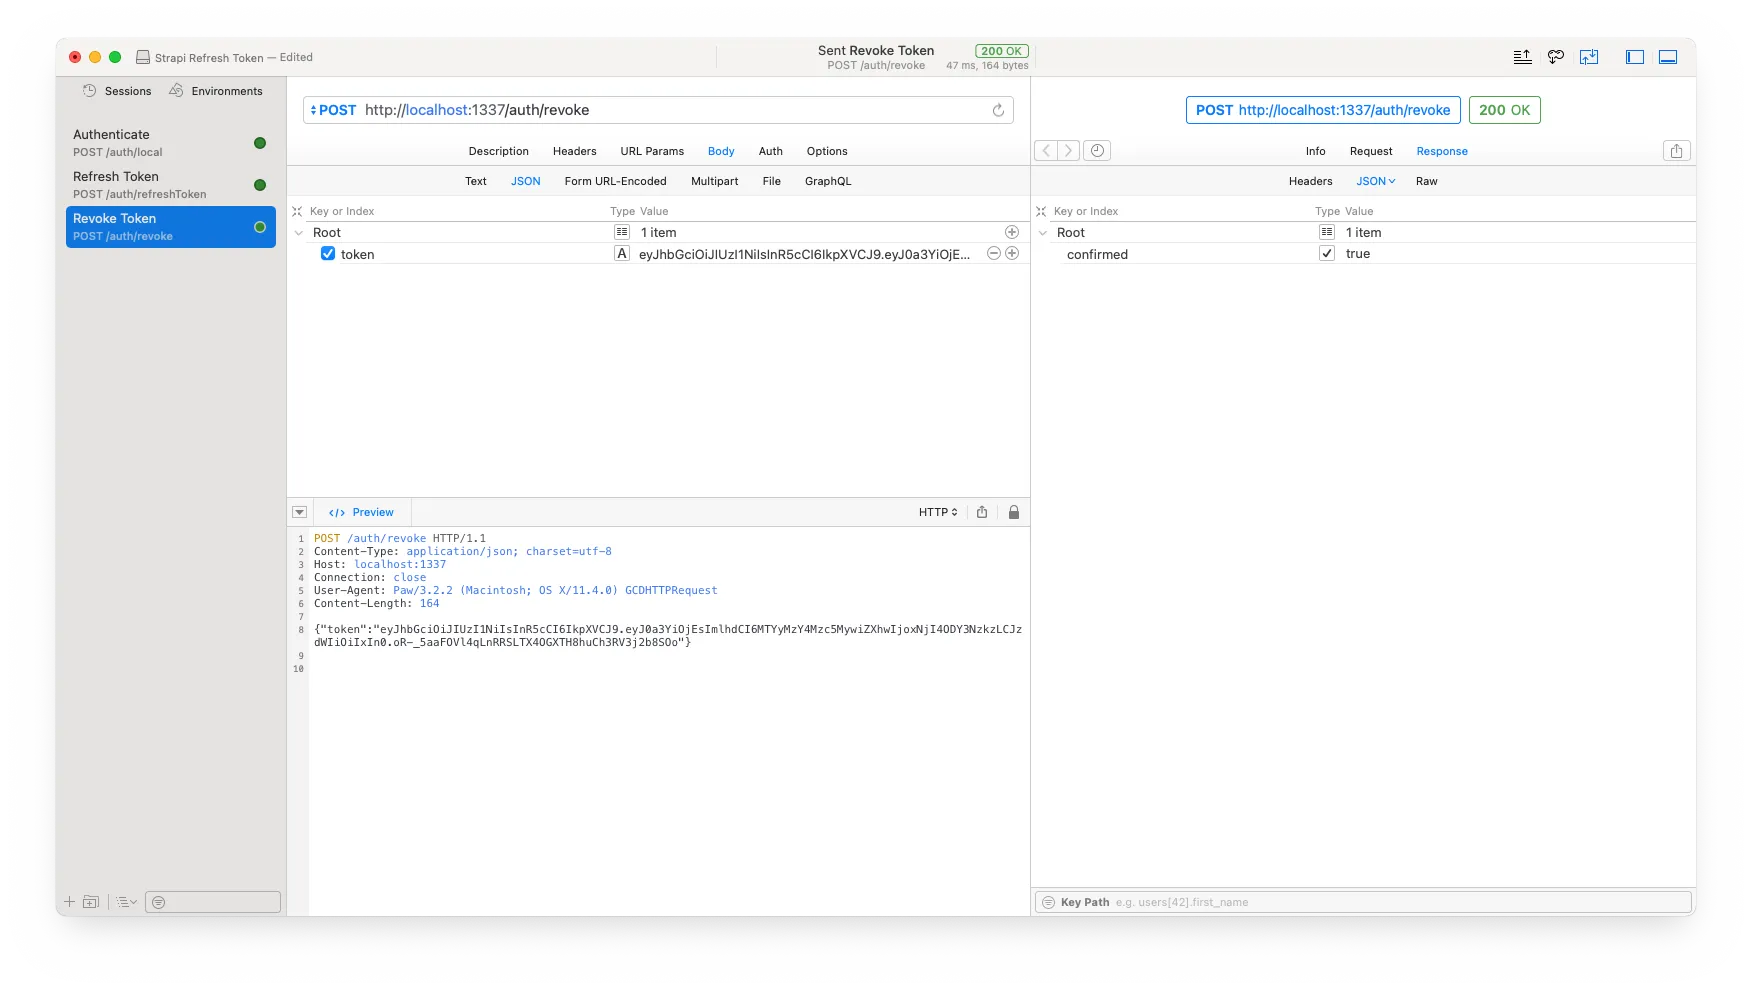 Strapi Refresh Token — Edited
Sent Revoke Token 200 OK
POST /auth/revoke 47 ms, 164 bytes
Sessions Environments
Authenticate
POST /auth/local
Refresh Token
POST /auth/refreshToken
Revoke Token
POST /auth/revoke
POST http://localhost:1337/auth/revoke
Description Headers URL Params Body Auth Options
Text JSON Form URL-Encoded Multipart File GraphQL
Key or Index Type Value
Root 1 item
token A eyJhbGciOiJIUzI1NiIsInR5cCI6IkpXVCJ9.eyJ0a3YiOjE...
Preview HTTP
1 POST /auth/revoke HTTP/1.1
2 Content-Type: application/json; charset=utf-8
3 Host: localhost:1337
4 Connection: close
5 User-Agent: Paw/3.2.2 (Macintosh; OS X/11.4.0) GCDHTTPRequest
6 Content-Length: 164
7
8 {"token":"eyJhbGciOiJIUzI1NiIsInR5cCI6IkpXVCJ9.eyJ0a3YiOjEsImlhdCI6MTYyMzY4Mzc5MywiZXhwIjoxNjI4ODY3NzkzLCJz
dWIiOiIxIn0.oR-_5aaFOVl4qLnRRSLTX4OGXTH8huCh3RV3j2b8SOo"}
9
10
POST http://localhost:1337/auth/revoke 200 OK
Info Request Response
Headers JSON Raw
Key or Index Type Value
Root 1 item
confirmed true
Key Path e.g. users[42].first_name